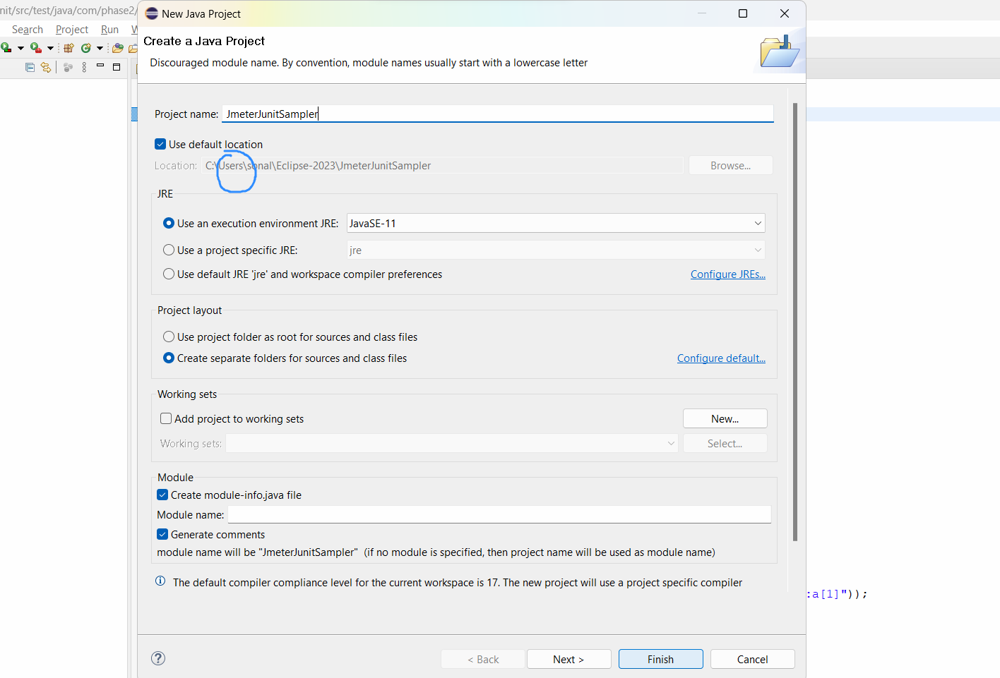 nit/src/test/java/com/phase2/
New Java Project
Search Project Run
Create a Java Project
Discouraged module name. By convention, module names usually start with a lowercase letter
Project name: JmeterJunitSampler
Use default location
Location: C:\Users\sonal\Eclipse-2023\JmeterJunitSampler Browse...
JRE
Use an execution environment JRE: JavaSE-11
Use a project specific JRE: jre
Use default JRE 'jre' and workspace compiler preferences Configure JREs...
Project layout
Use project folder as root for sources and class files
Create separate folders for sources and class files Configure default...
Working sets
Add project to working sets New...
Working sets: Select...
Module
Create module-info.java file
Module name:
Generate comments
module name will be "JmeterJunitSampler" (if no module is specified, then project name will be used as module name)
The default compiler compliance level for the current workspace is 17. The new project will use a project specific compiler
:a[1]"));
? < Back Next > Finish Cancel